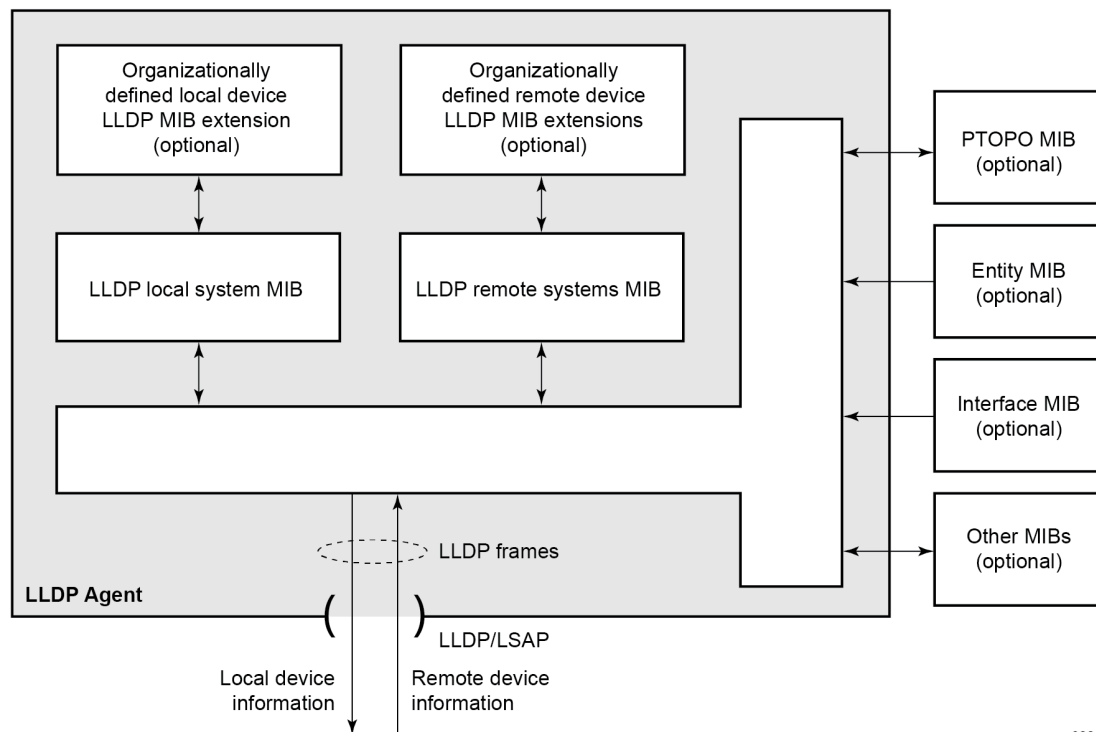 Organizationally
defined local device
LLDP MIB extension
(optional)
Organizationally
defined remote device
LLDP MIB extensions
(optional)
PTOPO MIB
(optional)
LLDP local system MIB
LLDP remote systems MIB
Entity MIB
(optional)
Interface MIB
(optional)
Other MIBs
(optional)
LLDP frames
LLDP Agent
( )
LLDP/LSAP
Local device
information
Remote device
information